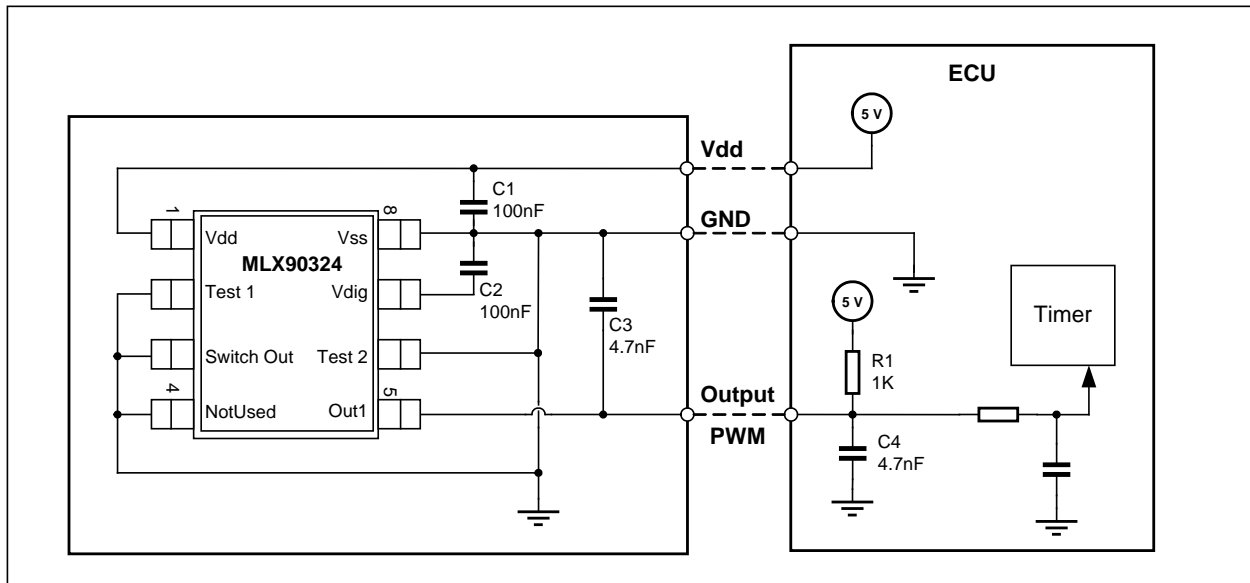 ECU
5 V
Vdd
C1
100nF
1
8
GND
Vdd
Vss
MLX90324
Test 1
Vdig
C2
100nF
5 V
Timer
C3
4.7nF
Switch Out
Test 2
R1
1K
4
5
Output
NotUsed
Out1
PWM
C4
4.7nF